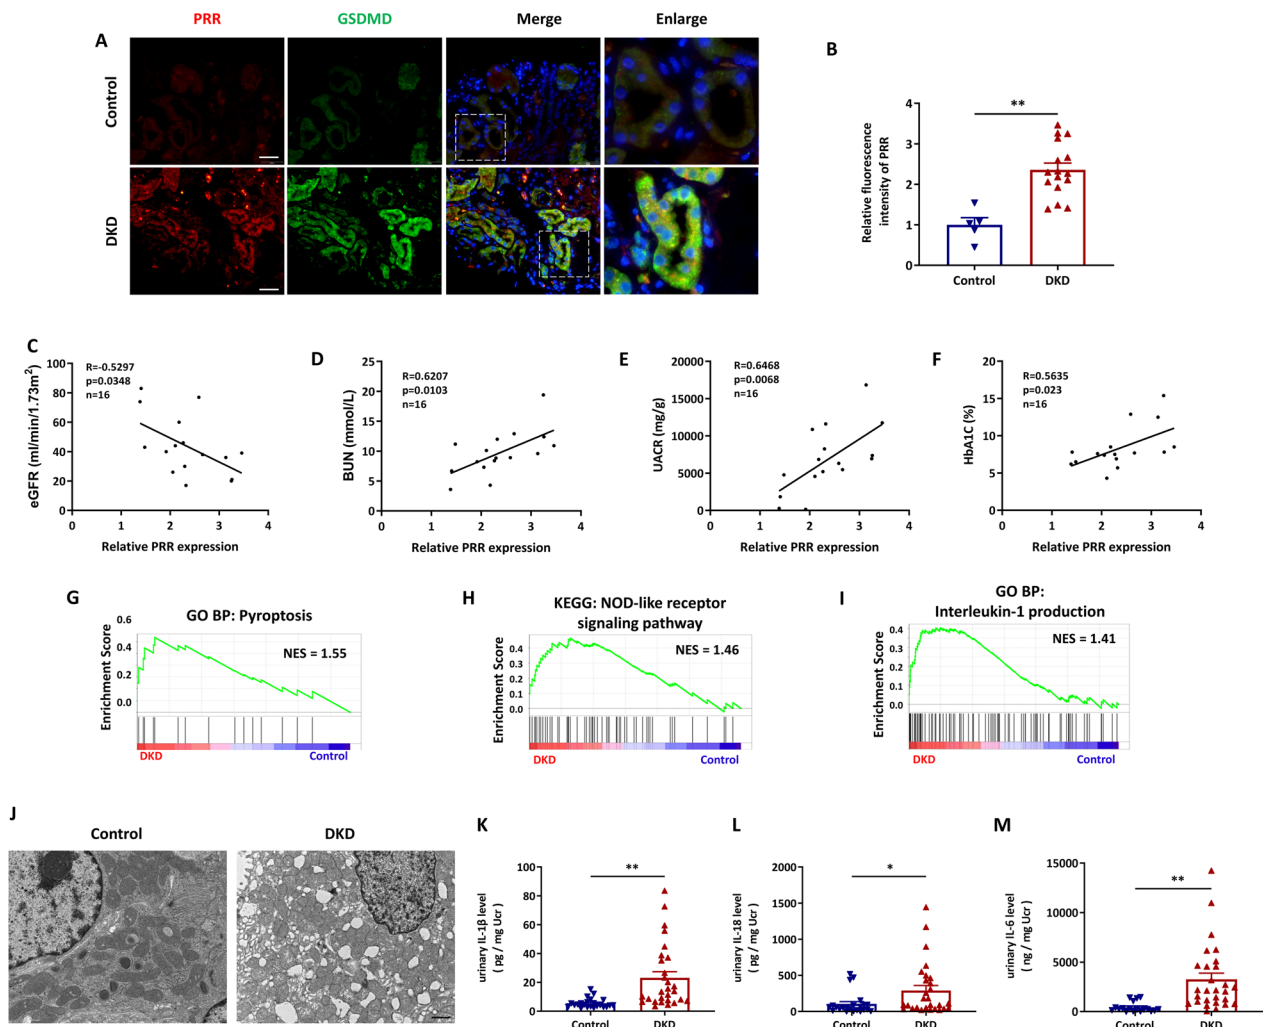 PRR GSDMD Merge Enlarge
A
Control
DKD
B
Relative fluorescence
intensity of PRR
4
3
2
1
0
**
Control DKD
C
eGFR (ml/min/1.73m²)
100
80
60
40
20
0
R=-0.5297
p=0.0348
n=16
0 1 2 3 4
Relative PRR expression
D
BUN (mmol/L)
25
20
15
10
5
0
R=0.6207
p=0.0103
n=16
0 1 2 3 4
Relative PRR expression
E
UACR (mg/g)
20000
15000
10000
5000
0
R=0.6468
p=0.0068
n=16
0 1 2 3 4
Relative PRR expression
F
HbA1C (%)
20
15
10
5
0
R=0.5635
p=0.023
n=16
0 1 2 3 4
Relative PRR expression
G
GO BP: Pyroptosis
Enrichment Score
0.6
0.4
0.2
0.0
NES = 1.55
DKD Control
H
KEGG: NOD-like receptor
signaling pathway
Enrichment Score
0.4
0.3
0.2
0.1
0.0
NES = 1.46
DKD Control
I
GO BP:
Interleukin-1 production
Enrichment Score
0.4
0.3
0.2
0.1
0.0
NES = 1.41
DKD Control
J
Control DKD
K
urinary IL-1β level
( pg / mg Ucr )
100
80
60
40
20
0
**
Control DKD
L
urinary IL-18 level
( pg / mg Ucr )
2000
1500
1000
500
0
*
Control DKD
M
urinary IL-6 level
( ng / mg Ucr )
15000
10000
5000
0
**
Control DKD